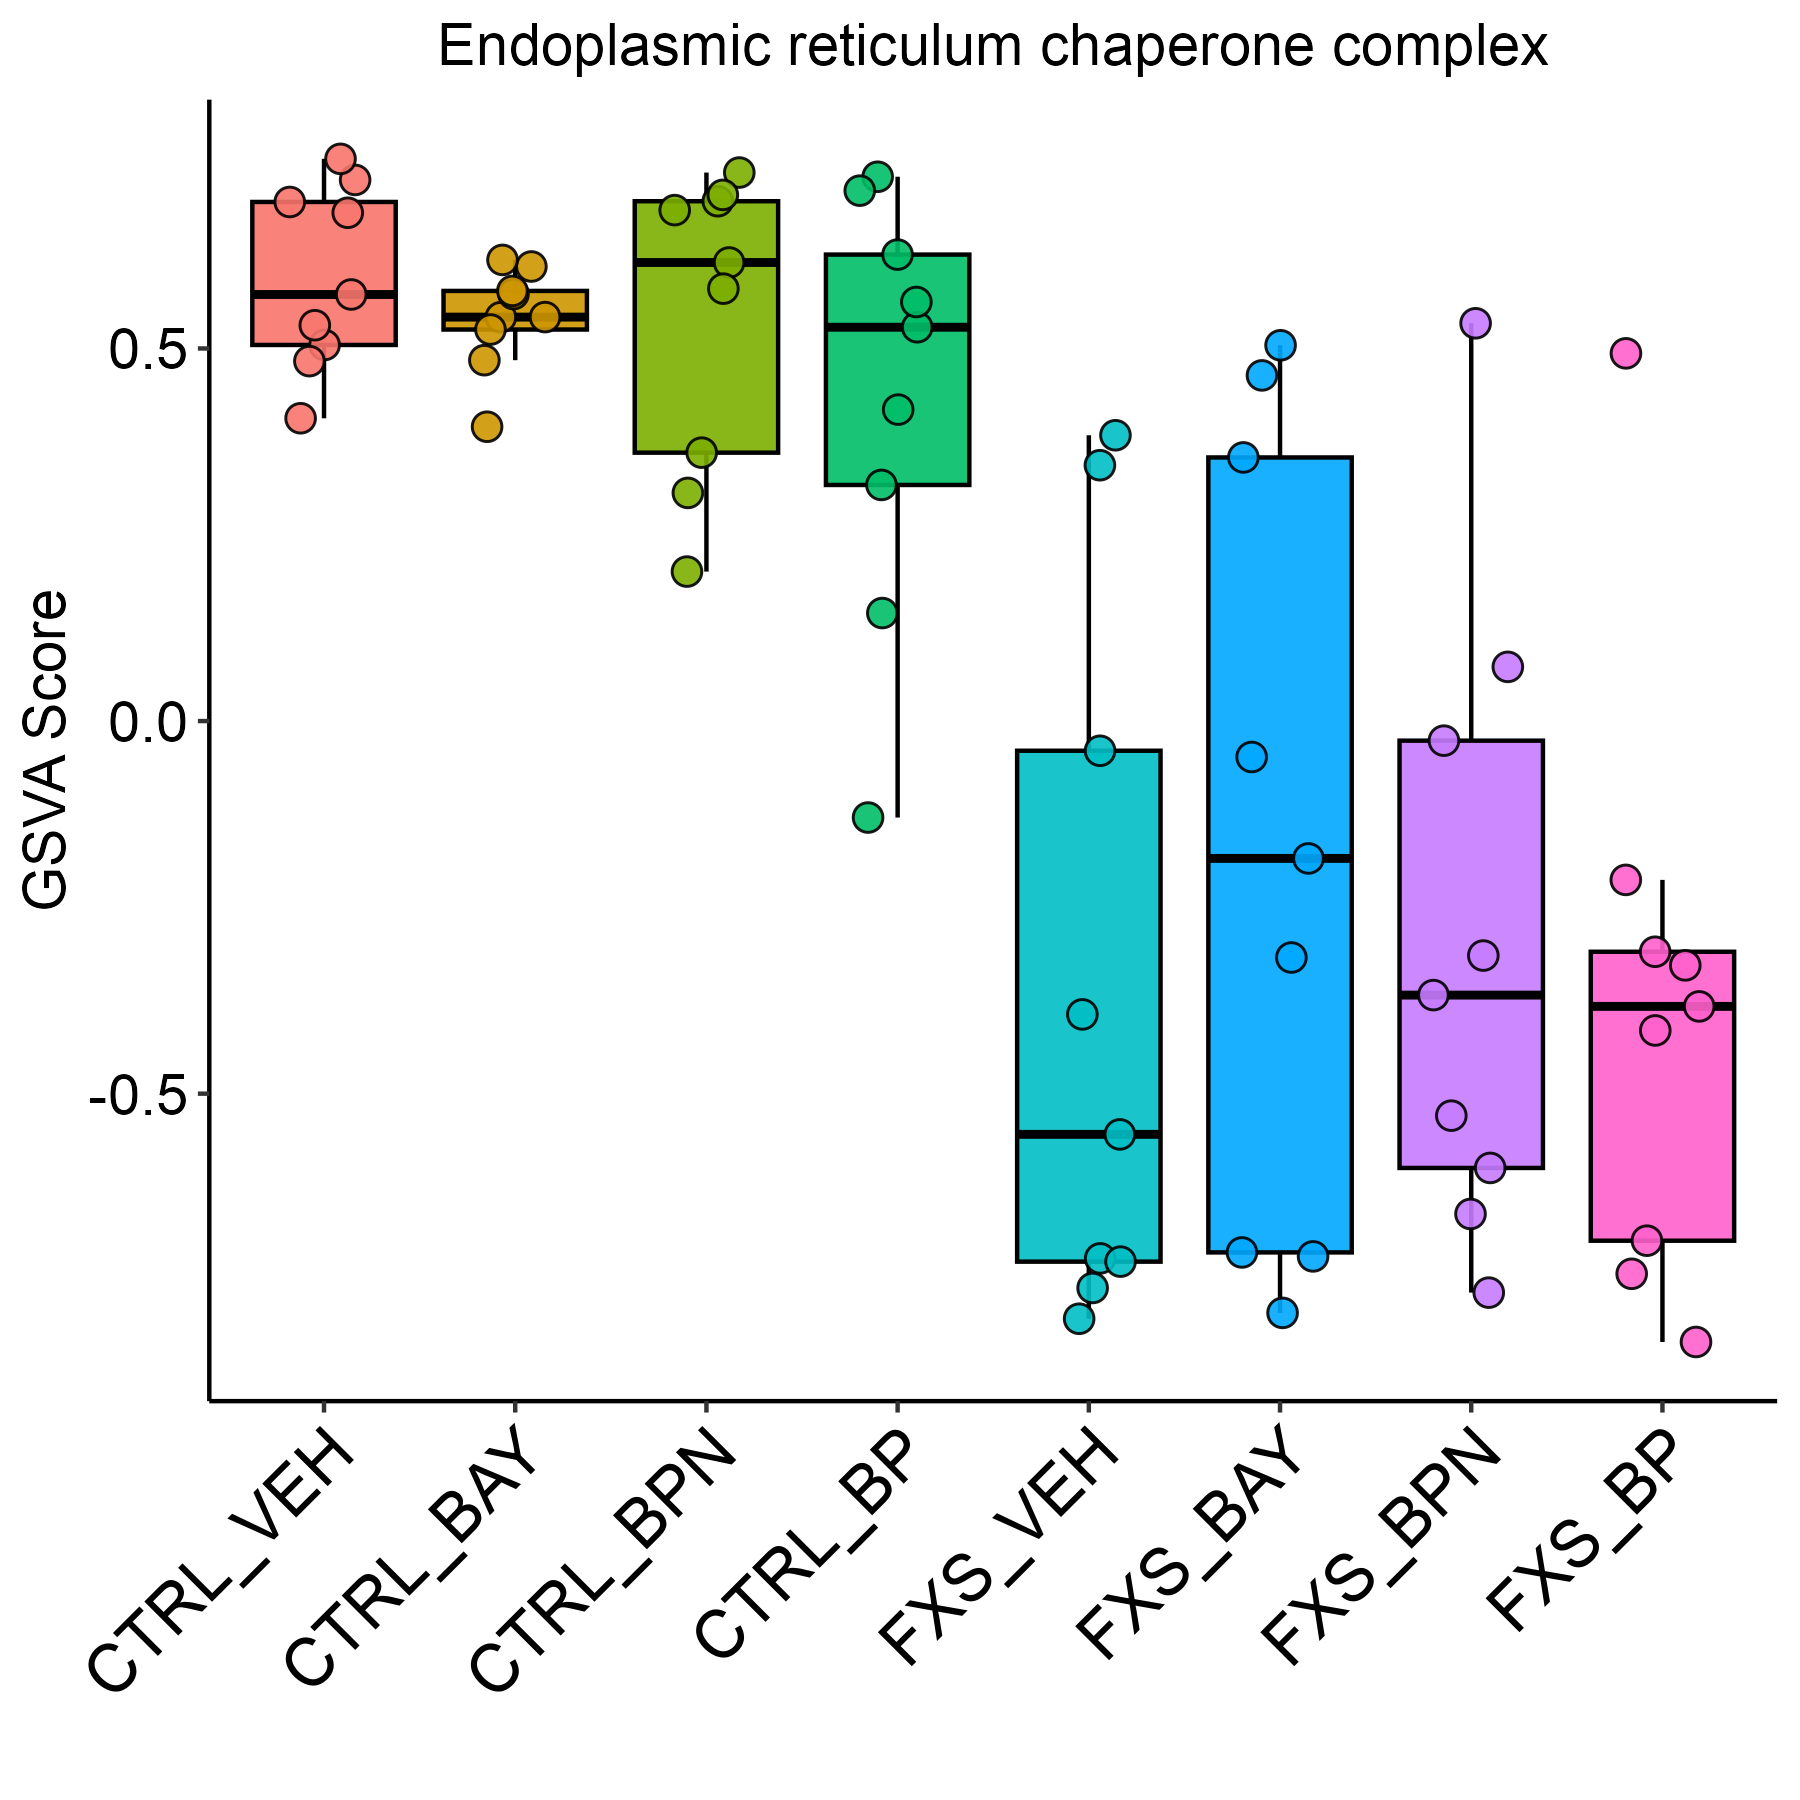 Endoplasmic reticulum chaperone complex
GSVA Score
0.5
0.0
-0.5
CTRL_VEH
CTRL_BAY
CTRL_BPN
CTRL_BP
FXS_VEH
FXS_BAY
FXS_BPN
FXS_BP